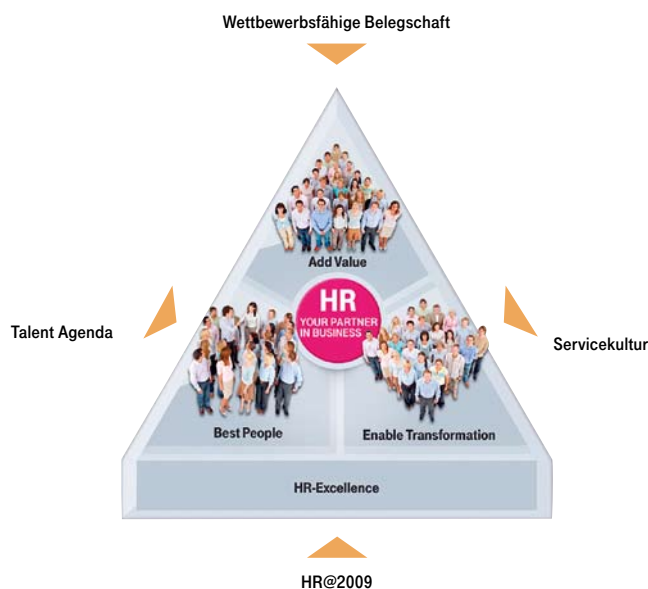 Wettbewerbsfähige Belegschaft
Add Value
HR
YOUR PARTNER
IN BUSINESS
Talent Agenda
Servicekultur
Best People
Enable Transformation
HR-Excellence
HR@2009